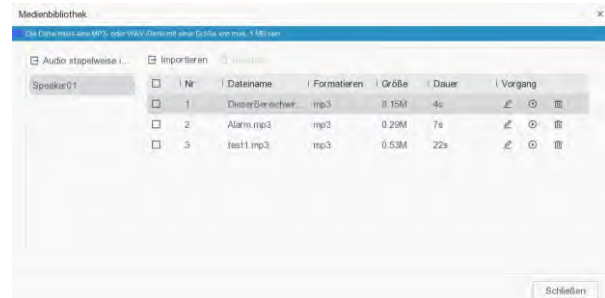 Medienbibliothek
Die Datei muss eine MP3- oder WAV-Datei mit einer Größe von max. 1 MB sein
Audio stapelweise i...
Importieren
Speaker01
Nr Dateiname Formatieren Größe Dauer Vorgang
1 DieserBereichwir... mp3 0.15M 4s
2 Alarm.mp3 mp3 0.29M 7s
3 test1.mp3 mp3 0.53M 22s
Schließen